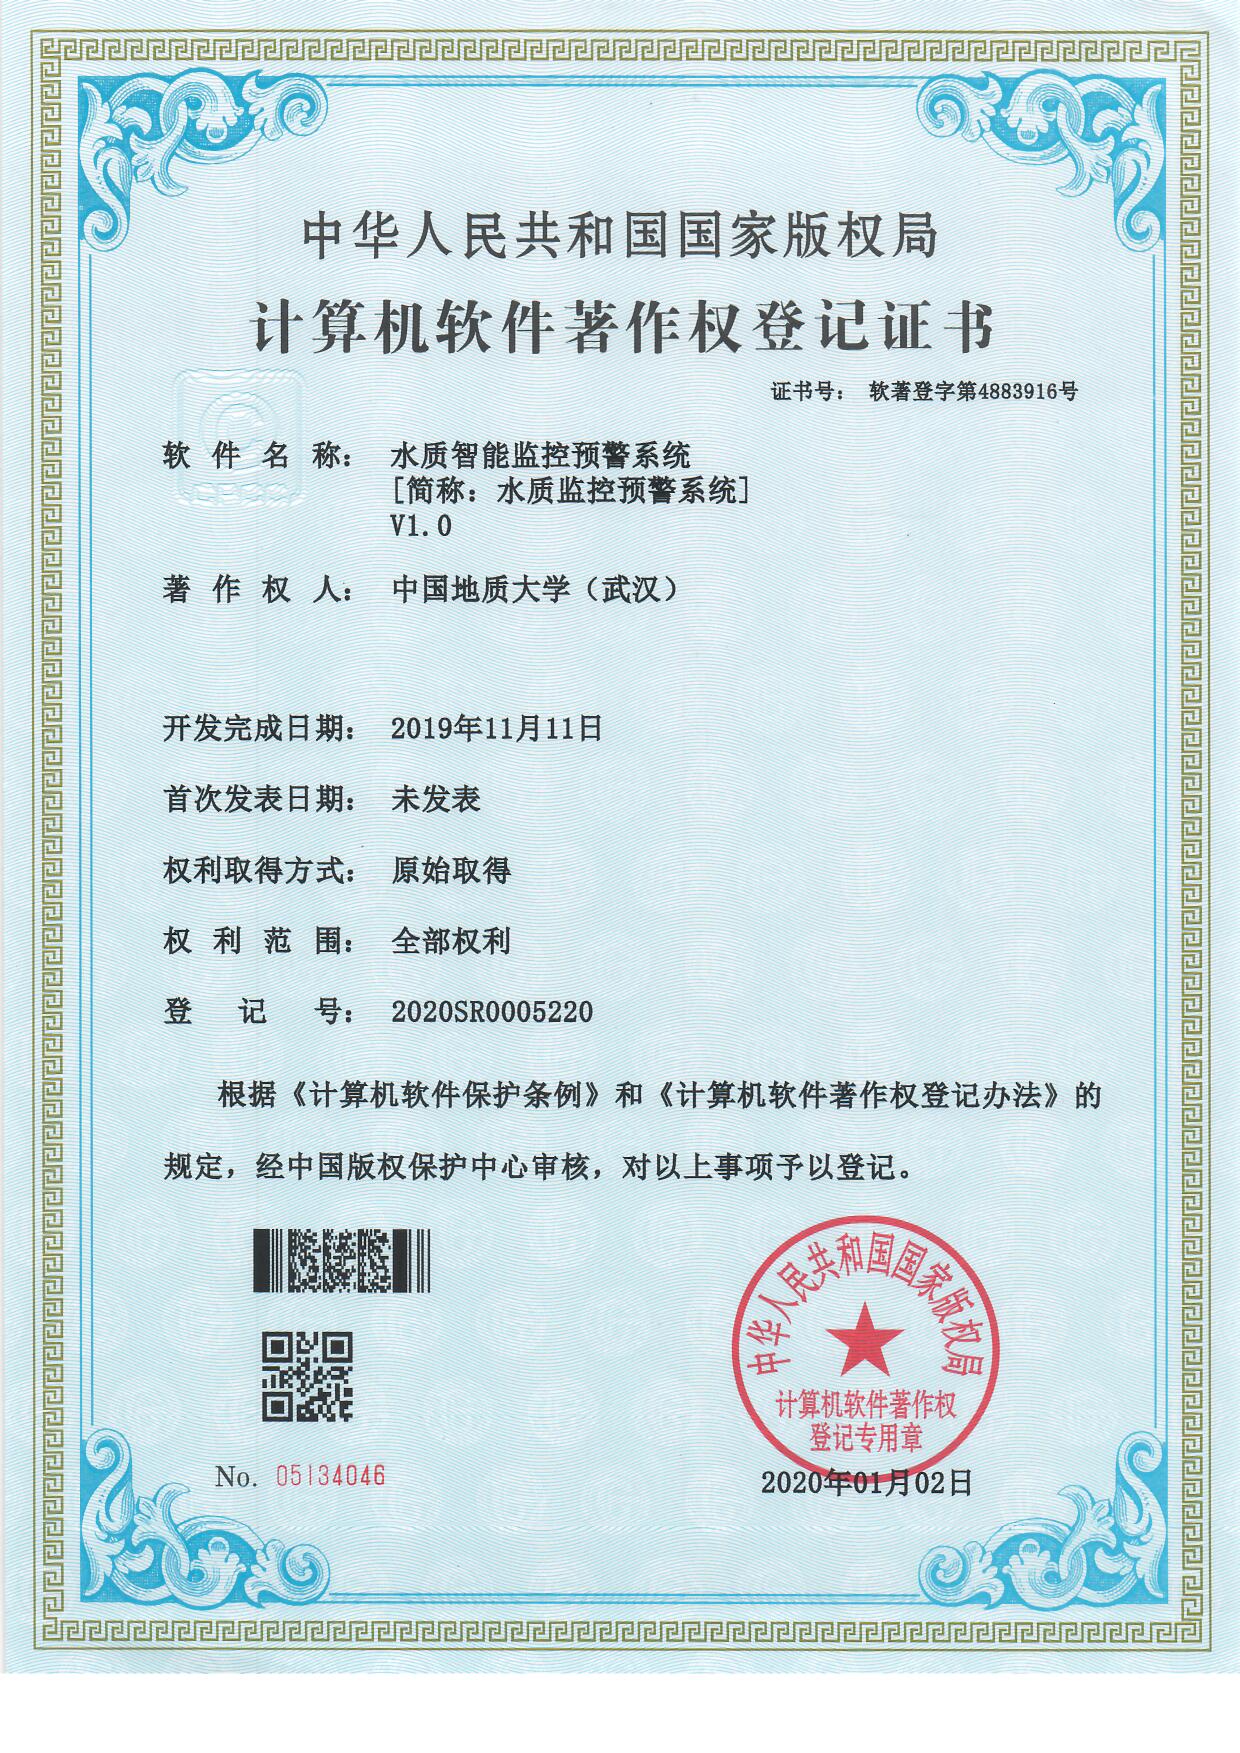 中华人民共和国国家版权局
计算机软件著作权登记证书
证书号： 软著登字第4883916号
软件名称： 水质智能监控预警系统
[简称：水质监控预警系统]
V1.0
著作权人： 中国地质大学（武汉）
开发完成日期： 2019年11月11日
首次发表日期： 未发表
权利取得方式： 原始取得
权利范围： 全部权利
登记号： 2020SR0005220
根据《计算机软件保护条例》和《计算机软件著作权登记办法》的
规定，经中国版权保护中心审核，对以上事项予以登记。
中华人民共和国国家版权局
计算机软件著作权
登记专用章
No. 05134046
2020年01月02日